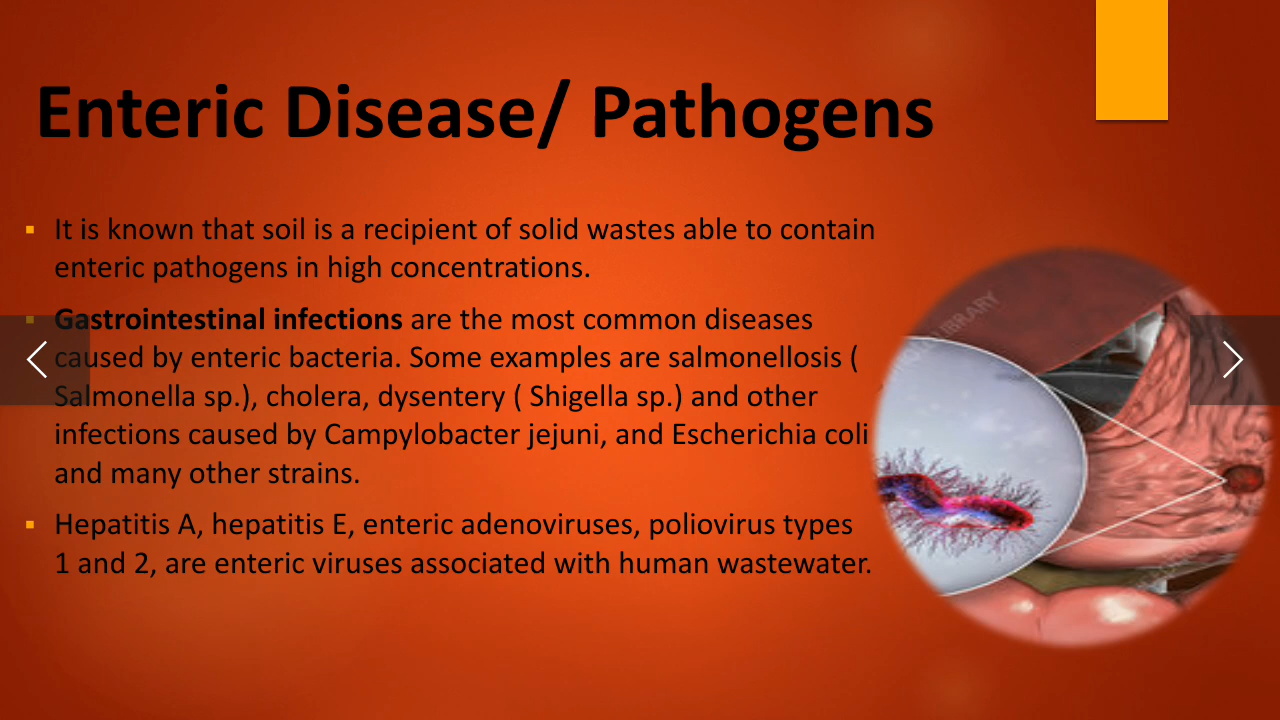 Enteric Disease/ Pathogens
It is known that soil is a recipient of solid wastes able to contain
enteric pathogens in high concentrations.
Gastrointestinal infections are the most common diseases
caused by enteric bacteria. Some examples are salmonellosis (
Salmonella sp.), cholera, dysentery ( Shigella sp.) and other
infections caused by Campylobacter jejuni, and Escherichia coli
and many other strains.
Hepatitis A, hepatitis E, enteric adenoviruses, poliovirus types
1 and 2, are enteric viruses associated with human wastewater.
LIBRARY